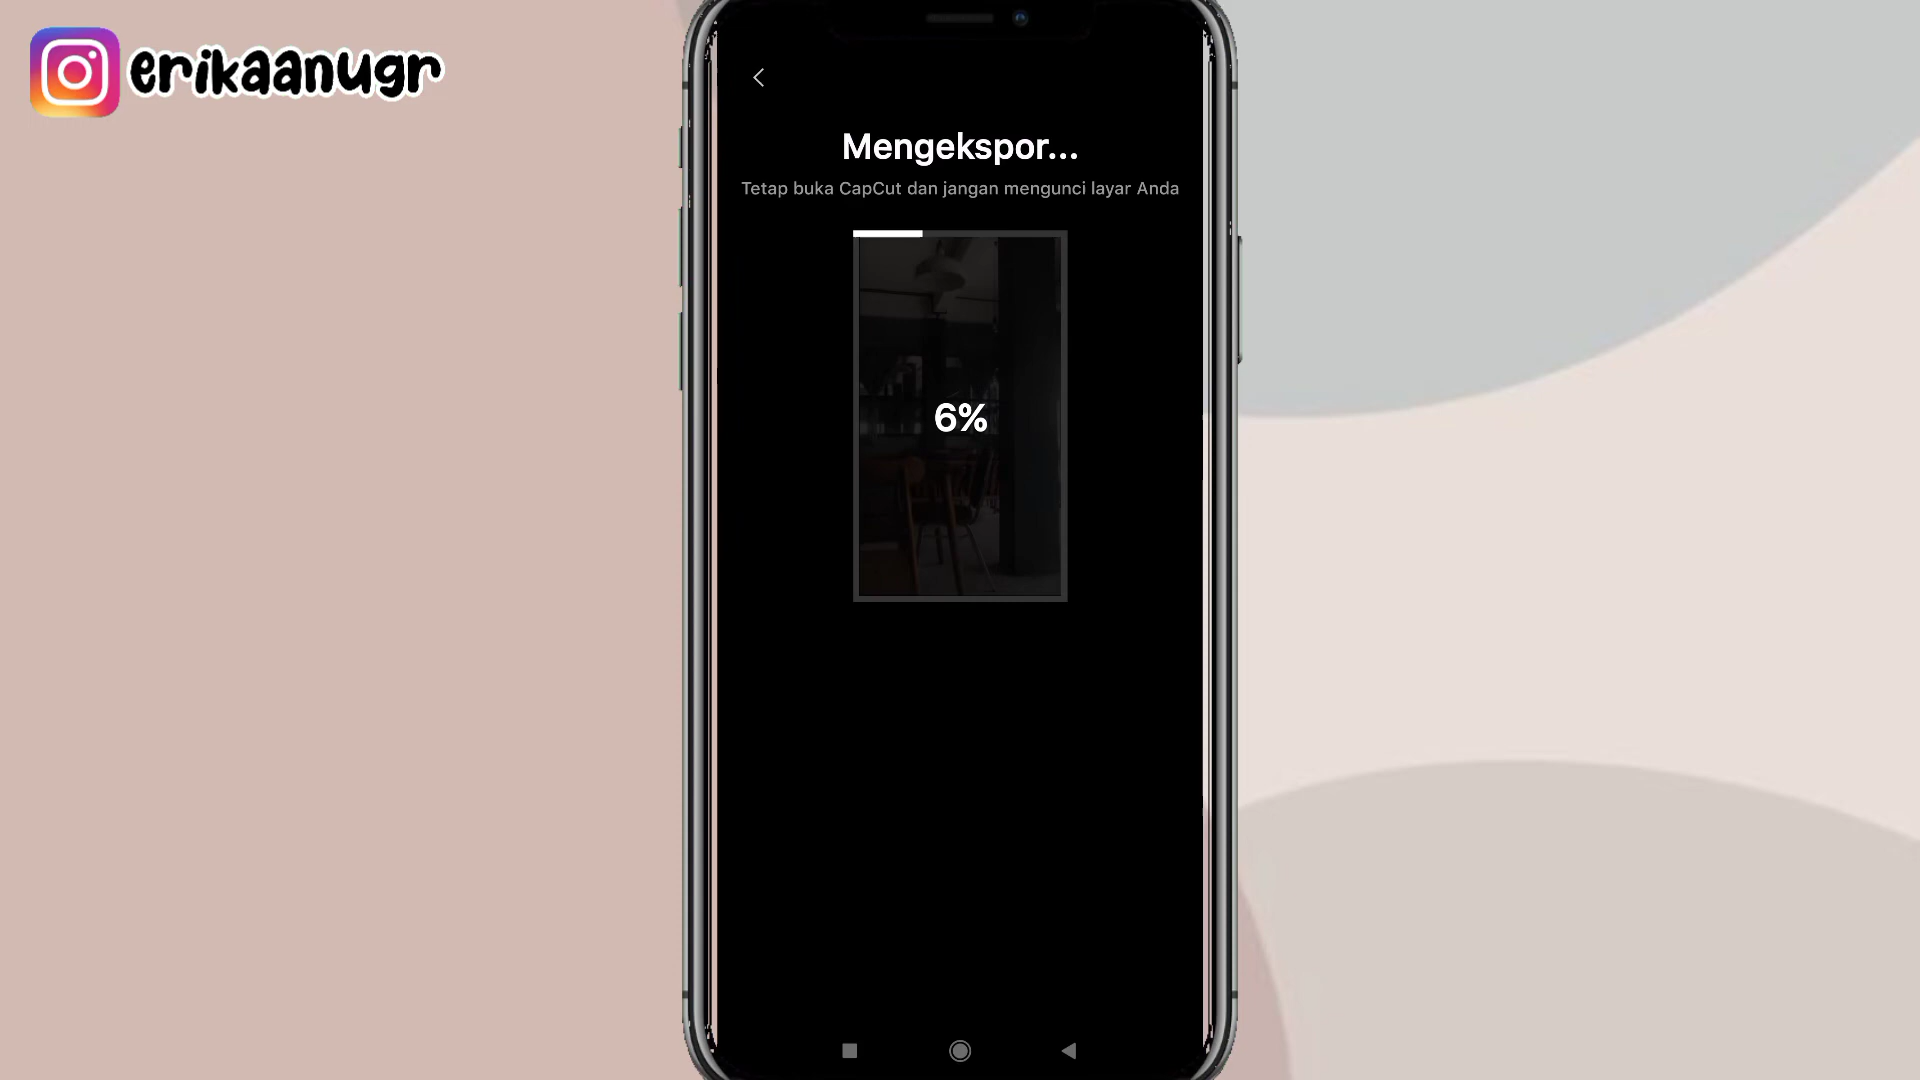 erikaanugr
Mengekspor...
Tetap buka CapCut dan jangan mengunci layar Anda
6%